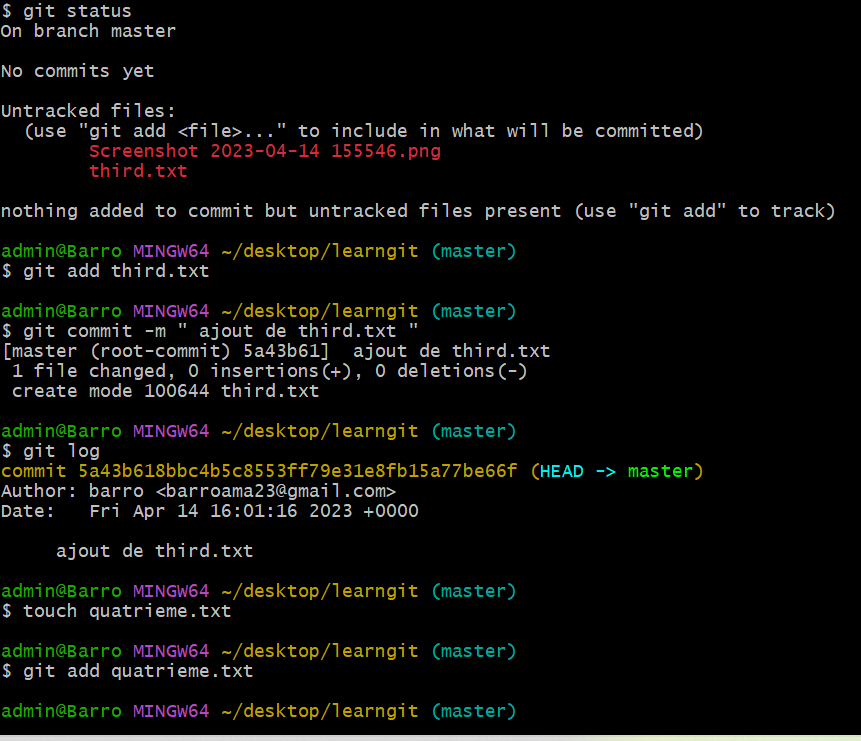 $ git status
On branch master
No commits yet
Untracked files:
(use "git add <file>..." to include in what will be committed)
Screenshot 2023-04-14 155546.png
third.txt
nothing added to commit but untracked files present (use "git add" to track)
admin@Barro MINGW64 ~/desktop/learngit (master)
$ git add third.txt
admin@Barro MINGW64 ~/desktop/learngit (master)
$ git commit -m " ajout de third.txt "
[master (root-commit) 5a43b61]  ajout de third.txt
1 file changed, 0 insertions(+), 0 deletions(-)
create mode 100644 third.txt
admin@Barro MINGW64 ~/desktop/learngit (master)
$ git log
commit 5a43b618bbc4b5c8553ff79e31e8fb15a77be66f (HEAD -> master)
Author: barro <barroama23@gmail.com>
Date:   Fri Apr 14 16:01:16 2023 +0000
ajout de third.txt
admin@Barro MINGW64 ~/desktop/learngit (master)
$ touch quatrieme.txt
admin@Barro MINGW64 ~/desktop/learngit (master)
$ git add quatrieme.txt
admin@Barro MINGW64 ~/desktop/learngit (master)